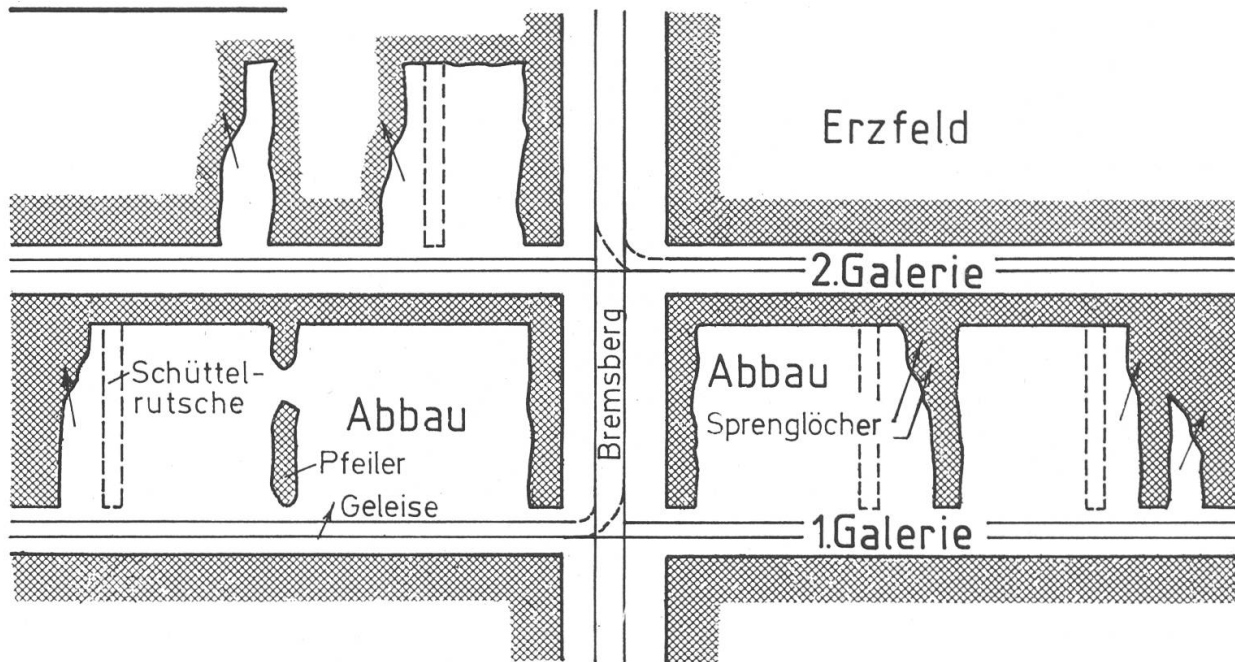 Erzfeld
2.Galerie
Schüttel-
rutsche
Abbau
Pfeiler
Geleise
Bremsberg
Abbau
Sprenglöcher
1.Galerie